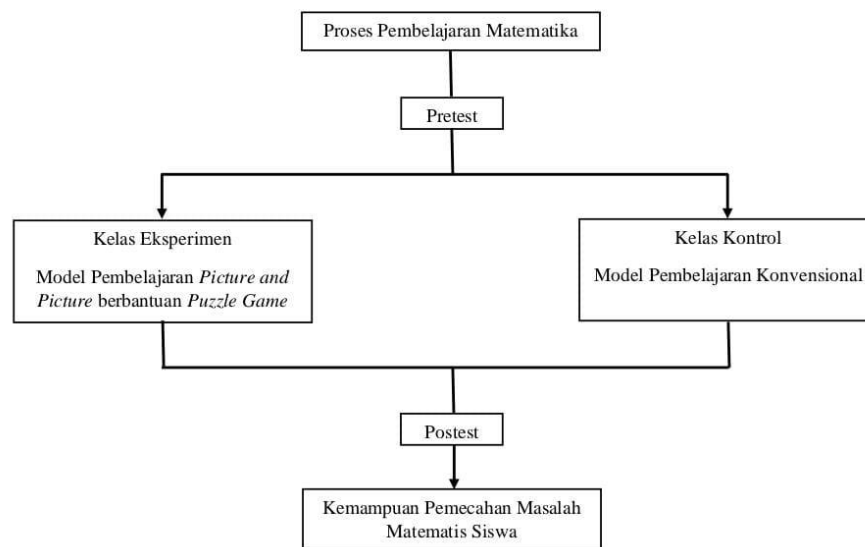 Proses Pembelajaran Matematika
Pretest
Kelas Eksperimen
Model Pembelajaran Picture and
Picture berbantuan Puzzle Game
Kelas Kontrol
Model Pembelajaran Konvensional
Postest
Kemampuan Pemecahan Masalah
Matematis Siswa